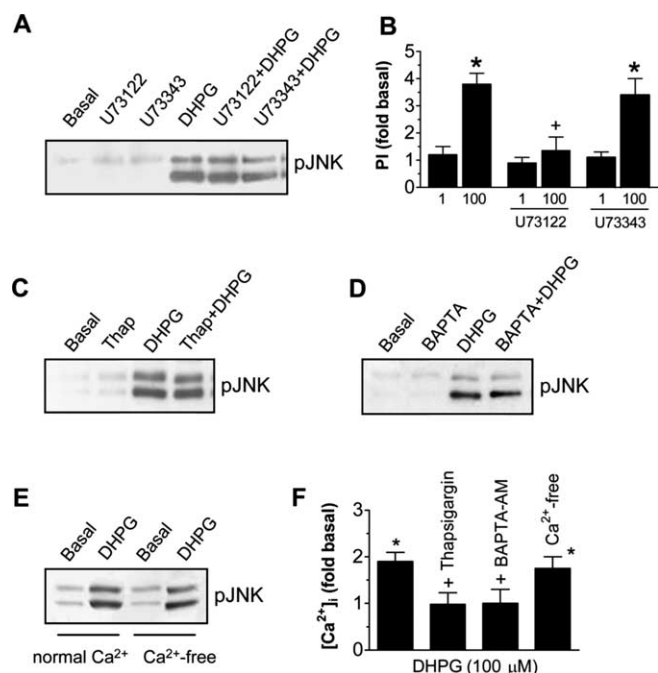 A
Basal
U73122
U73343
DHPG
U73122+DHPG
U73343+DHPG
pJNK
B
PI (fold basal)
5
4
3
2
1
0
*
+
*
1 100 1 100 1 100
U73122 U73343
C
Basal
Thap
DHPG
Thap+DHPG
pJNK
D
Basal
BAPTA
DHPG
BAPTA+DHPG
pJNK
E
Basal
DHPG
Basal
DHPG
pJNK
normal Ca²⁺ Ca²⁺-free
F
[Ca²⁺]ᵢ (fold basal)
3
2
1
0
*
+ Thapsigargin
+ BAPTA-AM
Ca²⁺-free
*
DHPG (100 μM)